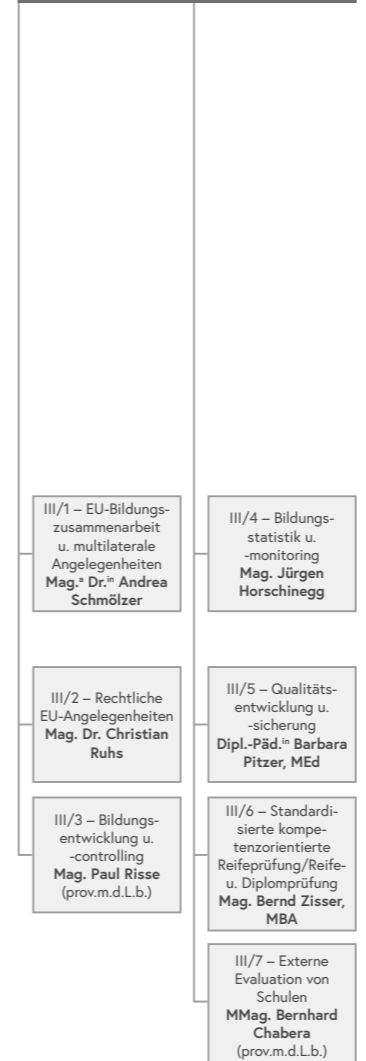 III/1 – EU-Bildungs-
zusammenarbeit
u. multilaterale
Angelegenheiten
Mag.ª Dr.ⁱⁿ Andrea
Schmölzer
III/2 – Rechtliche
EU-Angelegenheiten
Mag. Dr. Christian
Ruhs
III/3 – Bildungs-
entwicklung u.
-controlling
Mag. Paul Risse
(prov.m.d.L.b.)
III/4 – Bildungs-
statistik u.
-monitoring
Mag. Jürgen
Horschinegg
III/5 – Qualitäts-
entwicklung u.
-sicherung
Dipl.-Päd.ⁱⁿ Barbara
Pitzer, MEd
III/6 – Standardi-
sierte kompe-
tenzorientierte
Reifeprüfung/Reife-
u. Diplomprüfung
Mag. Bernd Zisser,
MBA
III/7 – Externe
Evaluation von
Schulen
MMag. Bernhard
Chabera
(prov.m.d.L.b.)